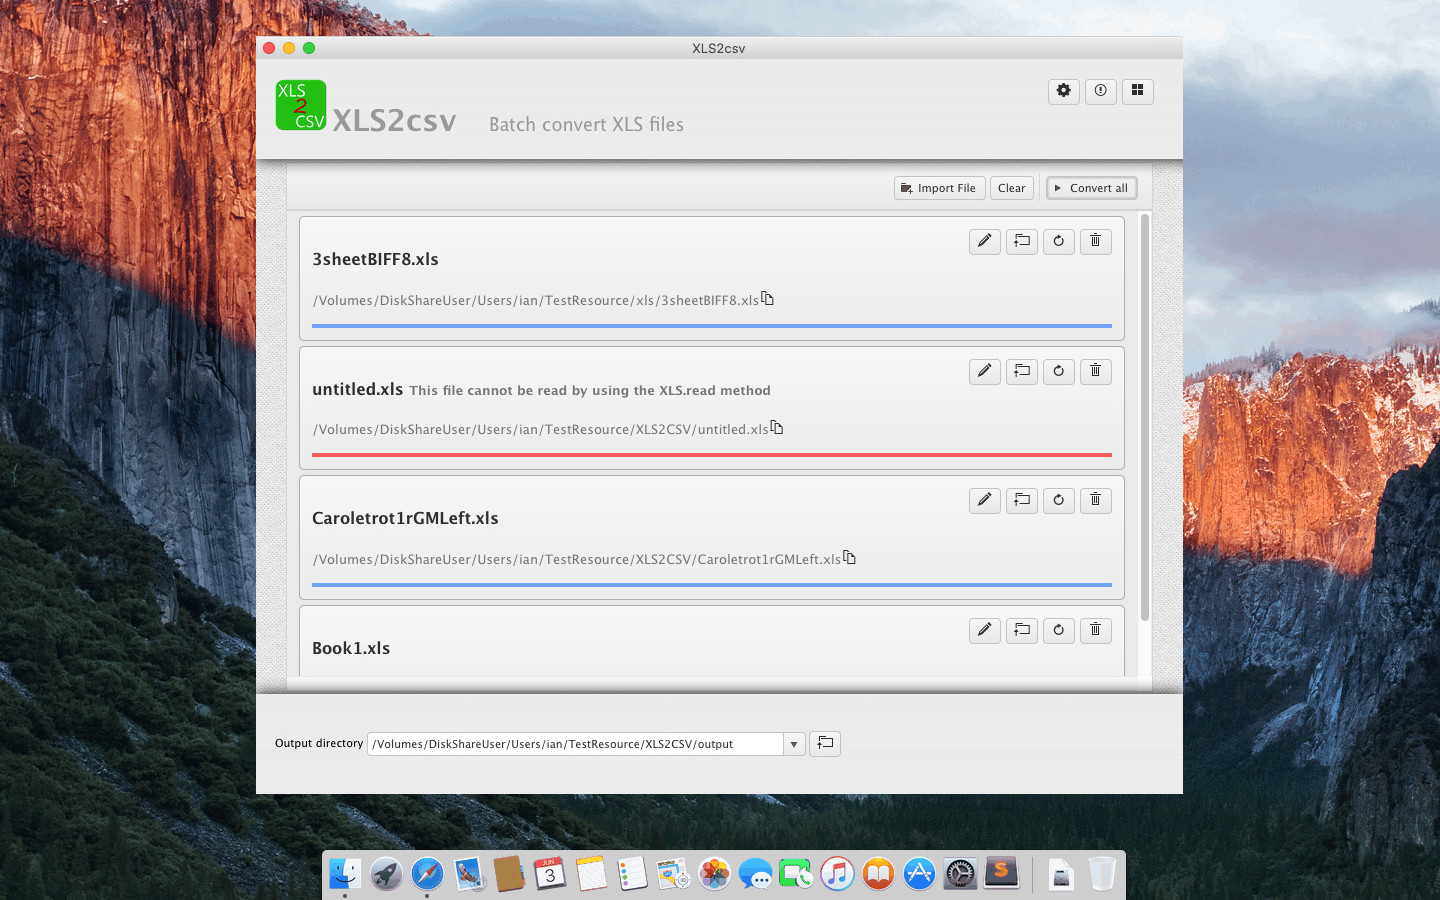 XLS2csv
XLS
2
CSV
XLS2csv Batch convert XLS files
Import File Clear Convert all
3sheetBIFF8.xls
/Volumes/DiskShareUser/Users/ian/TestResource/xls/3sheetBIFF8.xls
untitled.xls This file cannot be read by using the XLS.read method
/Volumes/DiskShareUser/Users/ian/TestResource/XLS2CSV/untitled.xls
Caroletrot1rGMLeft.xls
/Volumes/DiskShareUser/Users/ian/TestResource/XLS2CSV/Caroletrot1rGMLeft.xls
Book1.xls
Output directory /Volumes/DiskShareUser/Users/ian/TestResource/XLS2CSV/output
JUN
3